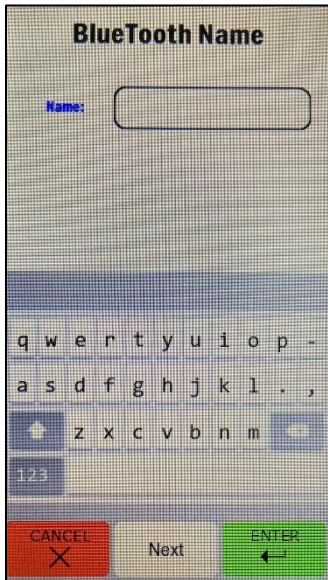 BlueTooth Name
Name:
q w e r t y u i o p -
a s d f g h j k l . ,
z x c v b n m
123
CANCEL Next ENTER